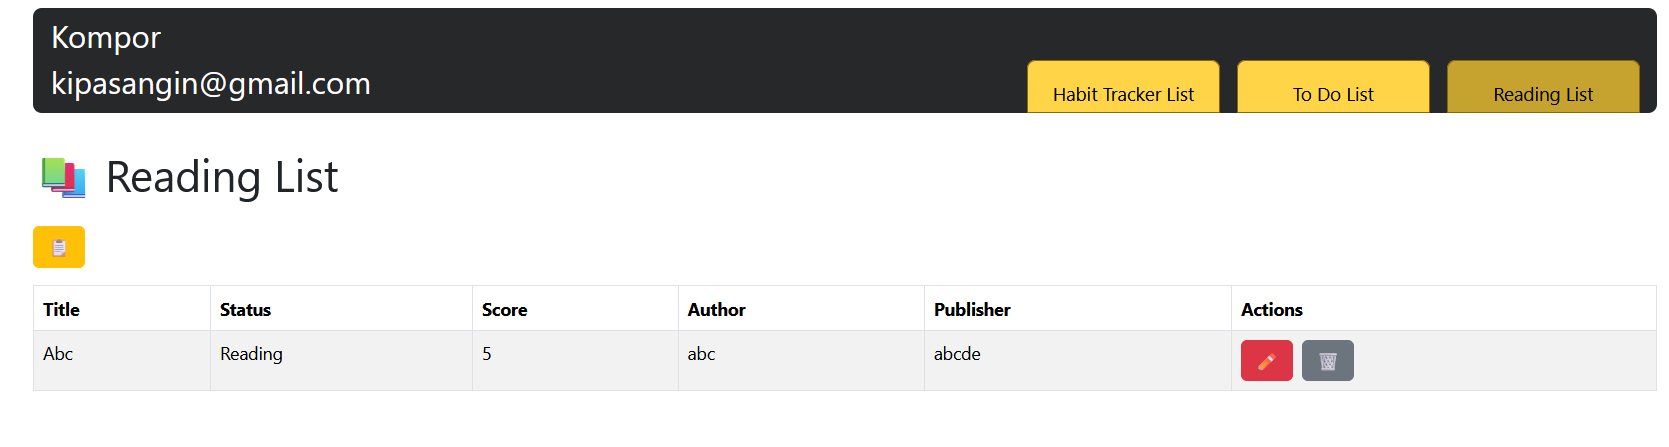 Kompor
kipasangin@gmail.com
Habit Tracker List To Do List Reading List
Reading List
Title Status Score Author Publisher Actions
Abc Reading 5 abc abcde